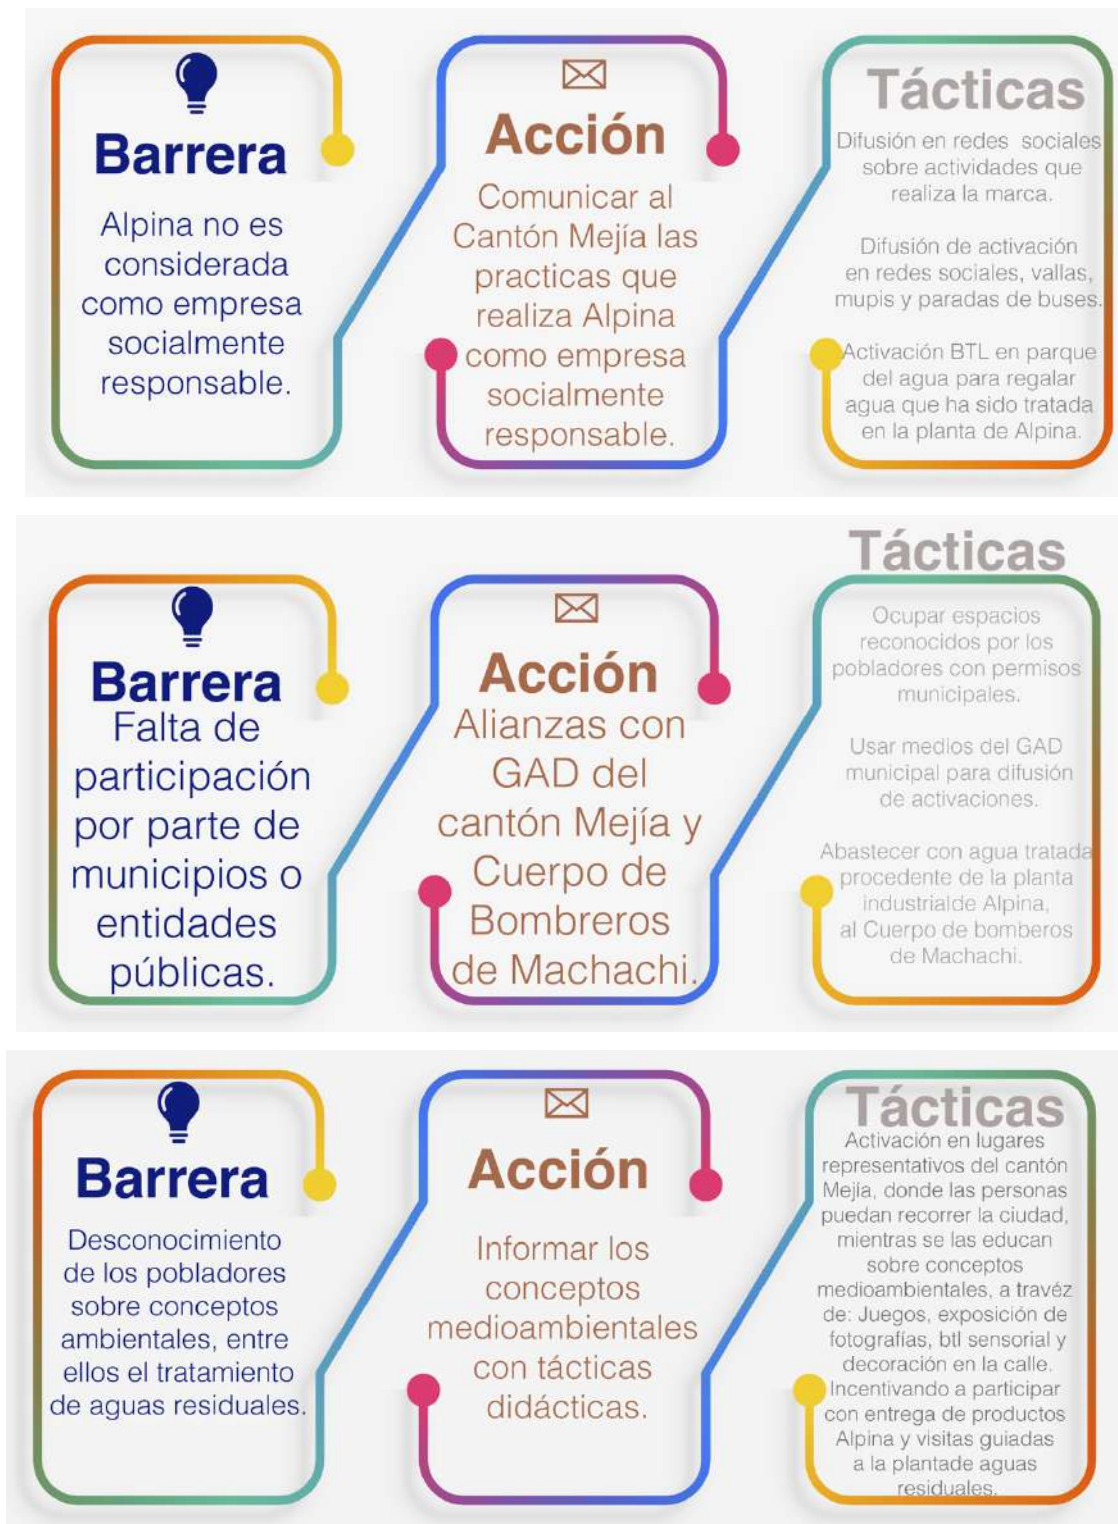 Barrera
Alpina no es
considerada
como empresa
socialmente
responsable.
Acción
Comunicar al
Cantón Mejía las
practicas que
realiza Alpina
como empresa
socialmente
responsable.
Tácticas
Difusión en redes sociales
sobre actividades que
realiza la marca.
Difusión de activación
en redes sociales, vallas,
mupis y paradas de buses.
Activación BTL en parque
del agua para regalar
agua que ha sido tratada
en la planta de Alpina.
Barrera
Falta de
participación
por parte de
municipios o
entidades
públicas.
Acción
Alianzas con
GAD del
cantón Mejía y
Cuerpo de
Bombreros
de Machachi.
Tácticas
Ocupar espacios
reconocidos por los
pobladores con permisos
municipales.
Usar medios del GAD
municipal para difusión
de activaciones.
Abastecer con agua tratada
procedente de la planta
industrialde Alpina,
al Cuerpo de bomberos
de Machachi.
Barrera
Desconocimiento
de los pobladores
sobre conceptos
ambientales, entre
ellos el tratamiento
de aguas residuales.
Acción
Informar los
conceptos
medioambientales
con tácticas
didácticas.
Tácticas
Activación en lugares
representativos del cantón
Mejía, donde las personas
puedan recorrer la ciudad,
mientras se las educan
sobre conceptos
medioambientales, a travéz
de: Juegos, exposición de
fotografías, btl sensorial y
decoración en la calle.
Incentivando a participar
con entrega de productos
Alpina y visitas guiadas
a la plantade aguas
residuales.